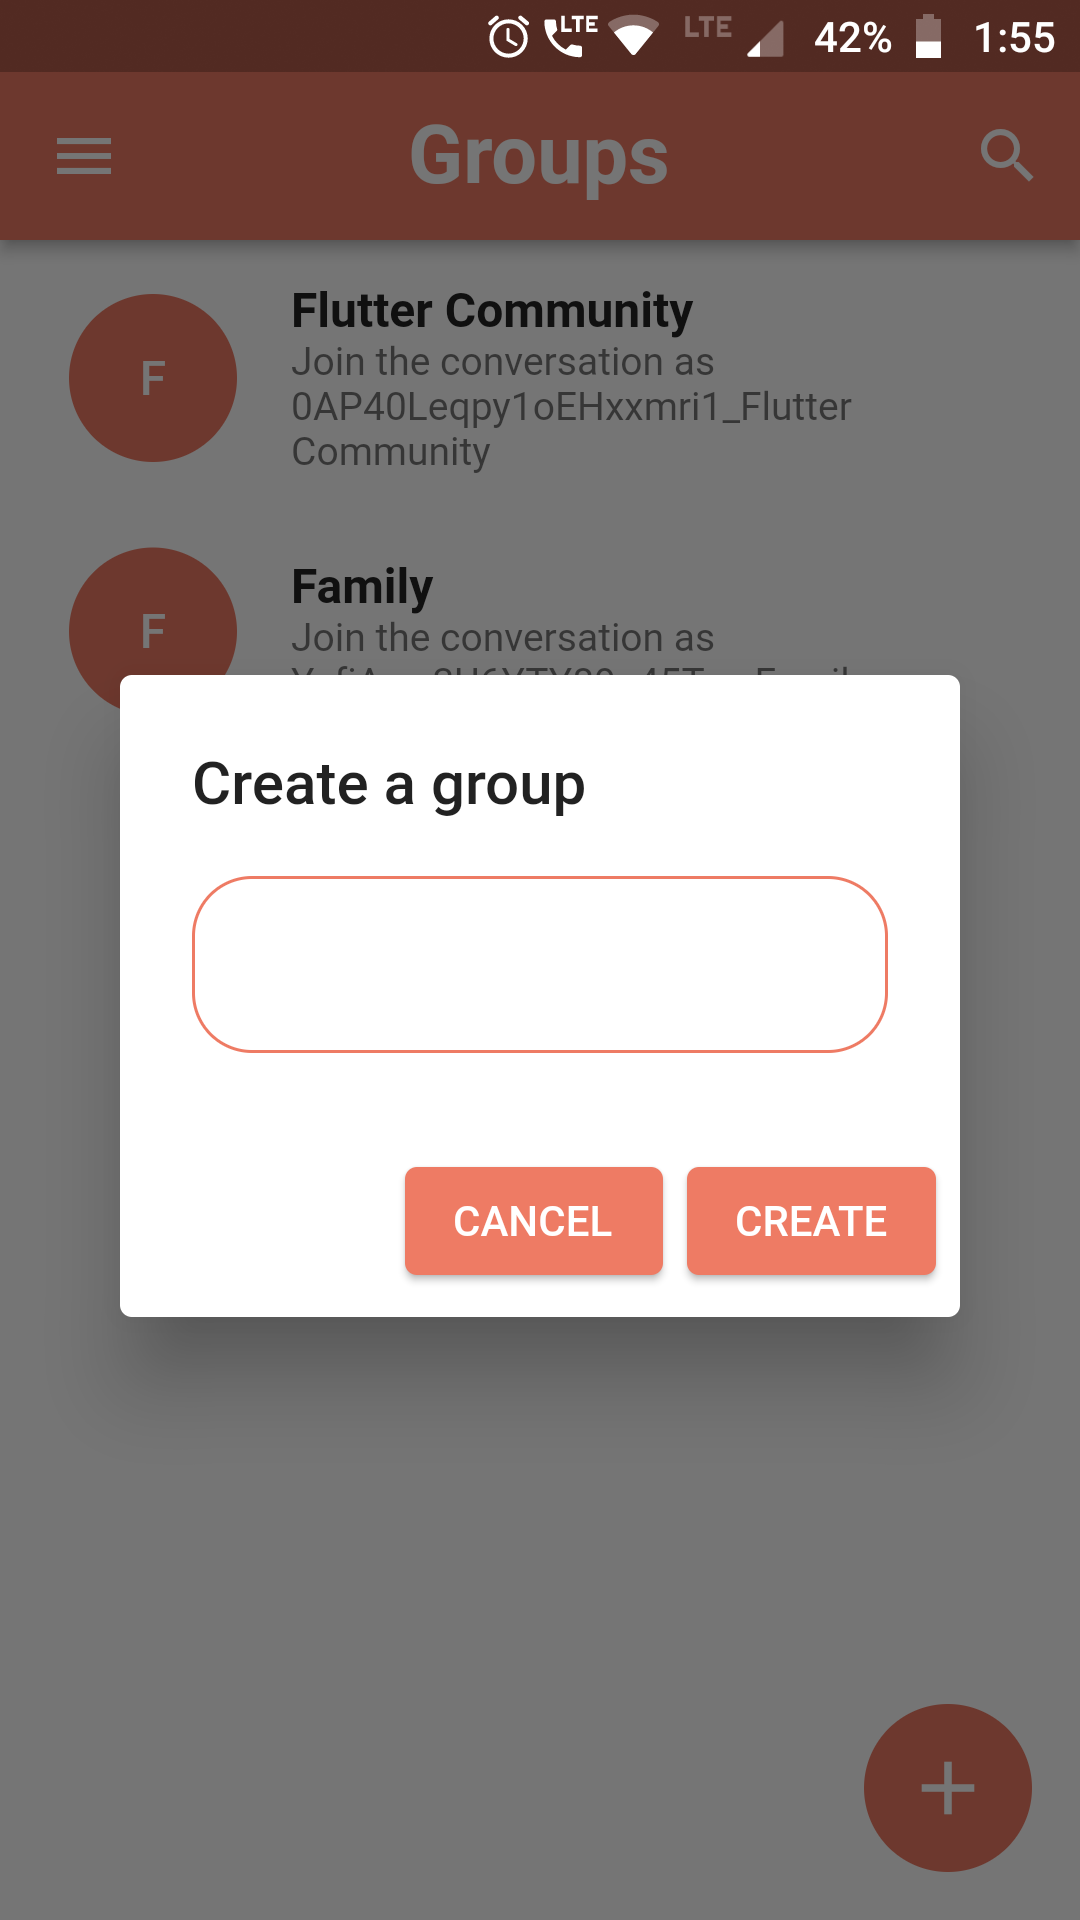 LTE LTE 42% 1:55
Groups
Flutter Community
F
Join the conversation as
0AP40Leqpy1oEHxxmri1_Flutter
Community
Family
F
Join the conversation as
Create a group
CANCEL CREATE